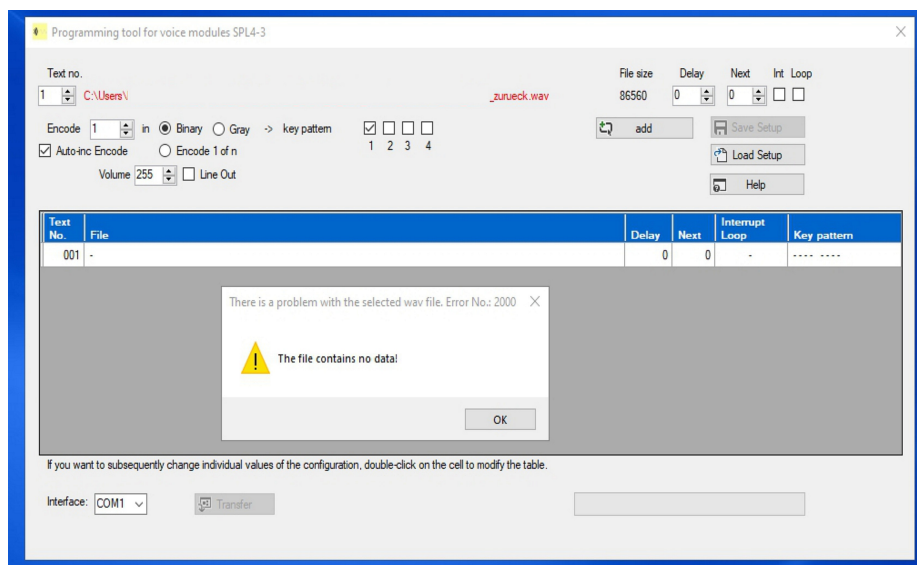 Programming tool for voice modules SPL4-3
Text no. File size Delay Next Int Loop
1 C:\Users\ _zurueck.wav 86560 0 0
Encode 1 in Binary Gray -> key pattern add Save Setup
1 2 3 4
Auto-inc Encode Encode 1 of n Load Setup
Volume 255 Line Out Help
Text No. File Delay Next Interrupt Loop Key pattern
001 - 0 0 - ---- ----
There is a problem with the selected wav file. Error No.: 2000
The file contains no data!
OK
If you want to subsequently change individual values of the configuration, double-click on the cell to modify the table.
Interface: COM1 Transfer